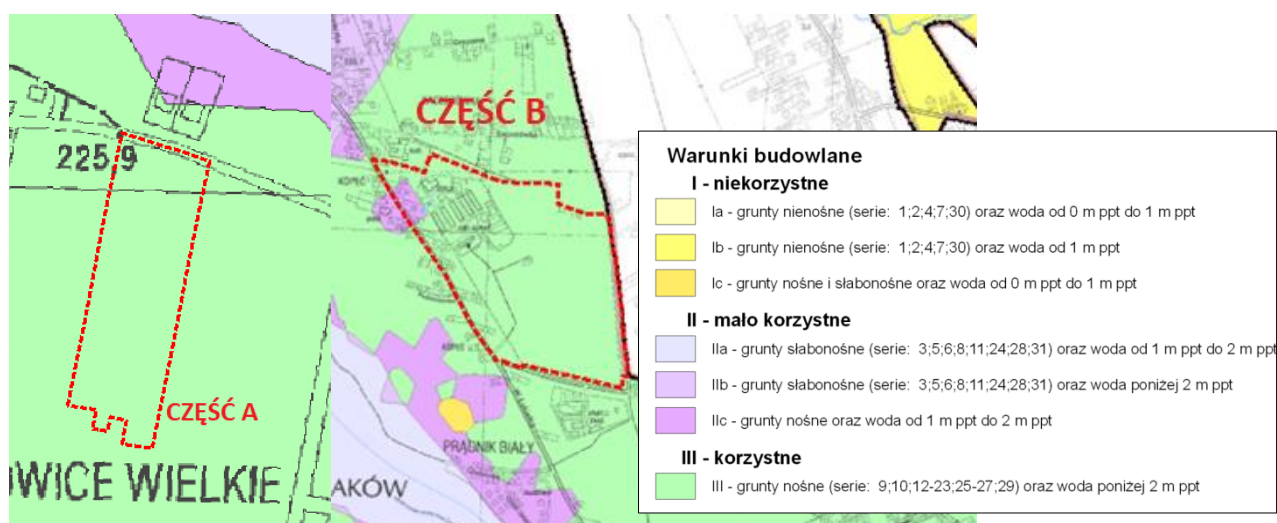 225 9
CZĘŚĆ A
OWICE WIELKIE
CZĘŚĆ B
PRĄDNIK BIAŁY
AKÓW
Warunki budowlane
I - niekorzystne
Ia - grunty nienośne (serie: 1;2;4;7;30) oraz woda od 0 m ppt do 1 m ppt
Ib - grunty nienośne (serie: 1;2;4;7;30) oraz woda od 1 m ppt
Ic - grunty nośne i słabonośne oraz woda od 0 m ppt do 1 m ppt
II - mało korzystne
IIa - grunty słabonośne (serie: 3;5;6;8;11;24;28;31) oraz woda od 1 m ppt do 2 m ppt
IIb - grunty słabonośne (serie: 3;5;6;8;11;24;28;31) oraz woda poniżej 2 m ppt
IIc - grunty nośne oraz woda od 1 m ppt do 2 m ppt
III - korzystne
III - grunty nośne (serie: 9;10;12-23;25-27;29) oraz woda poniżej 2 m ppt